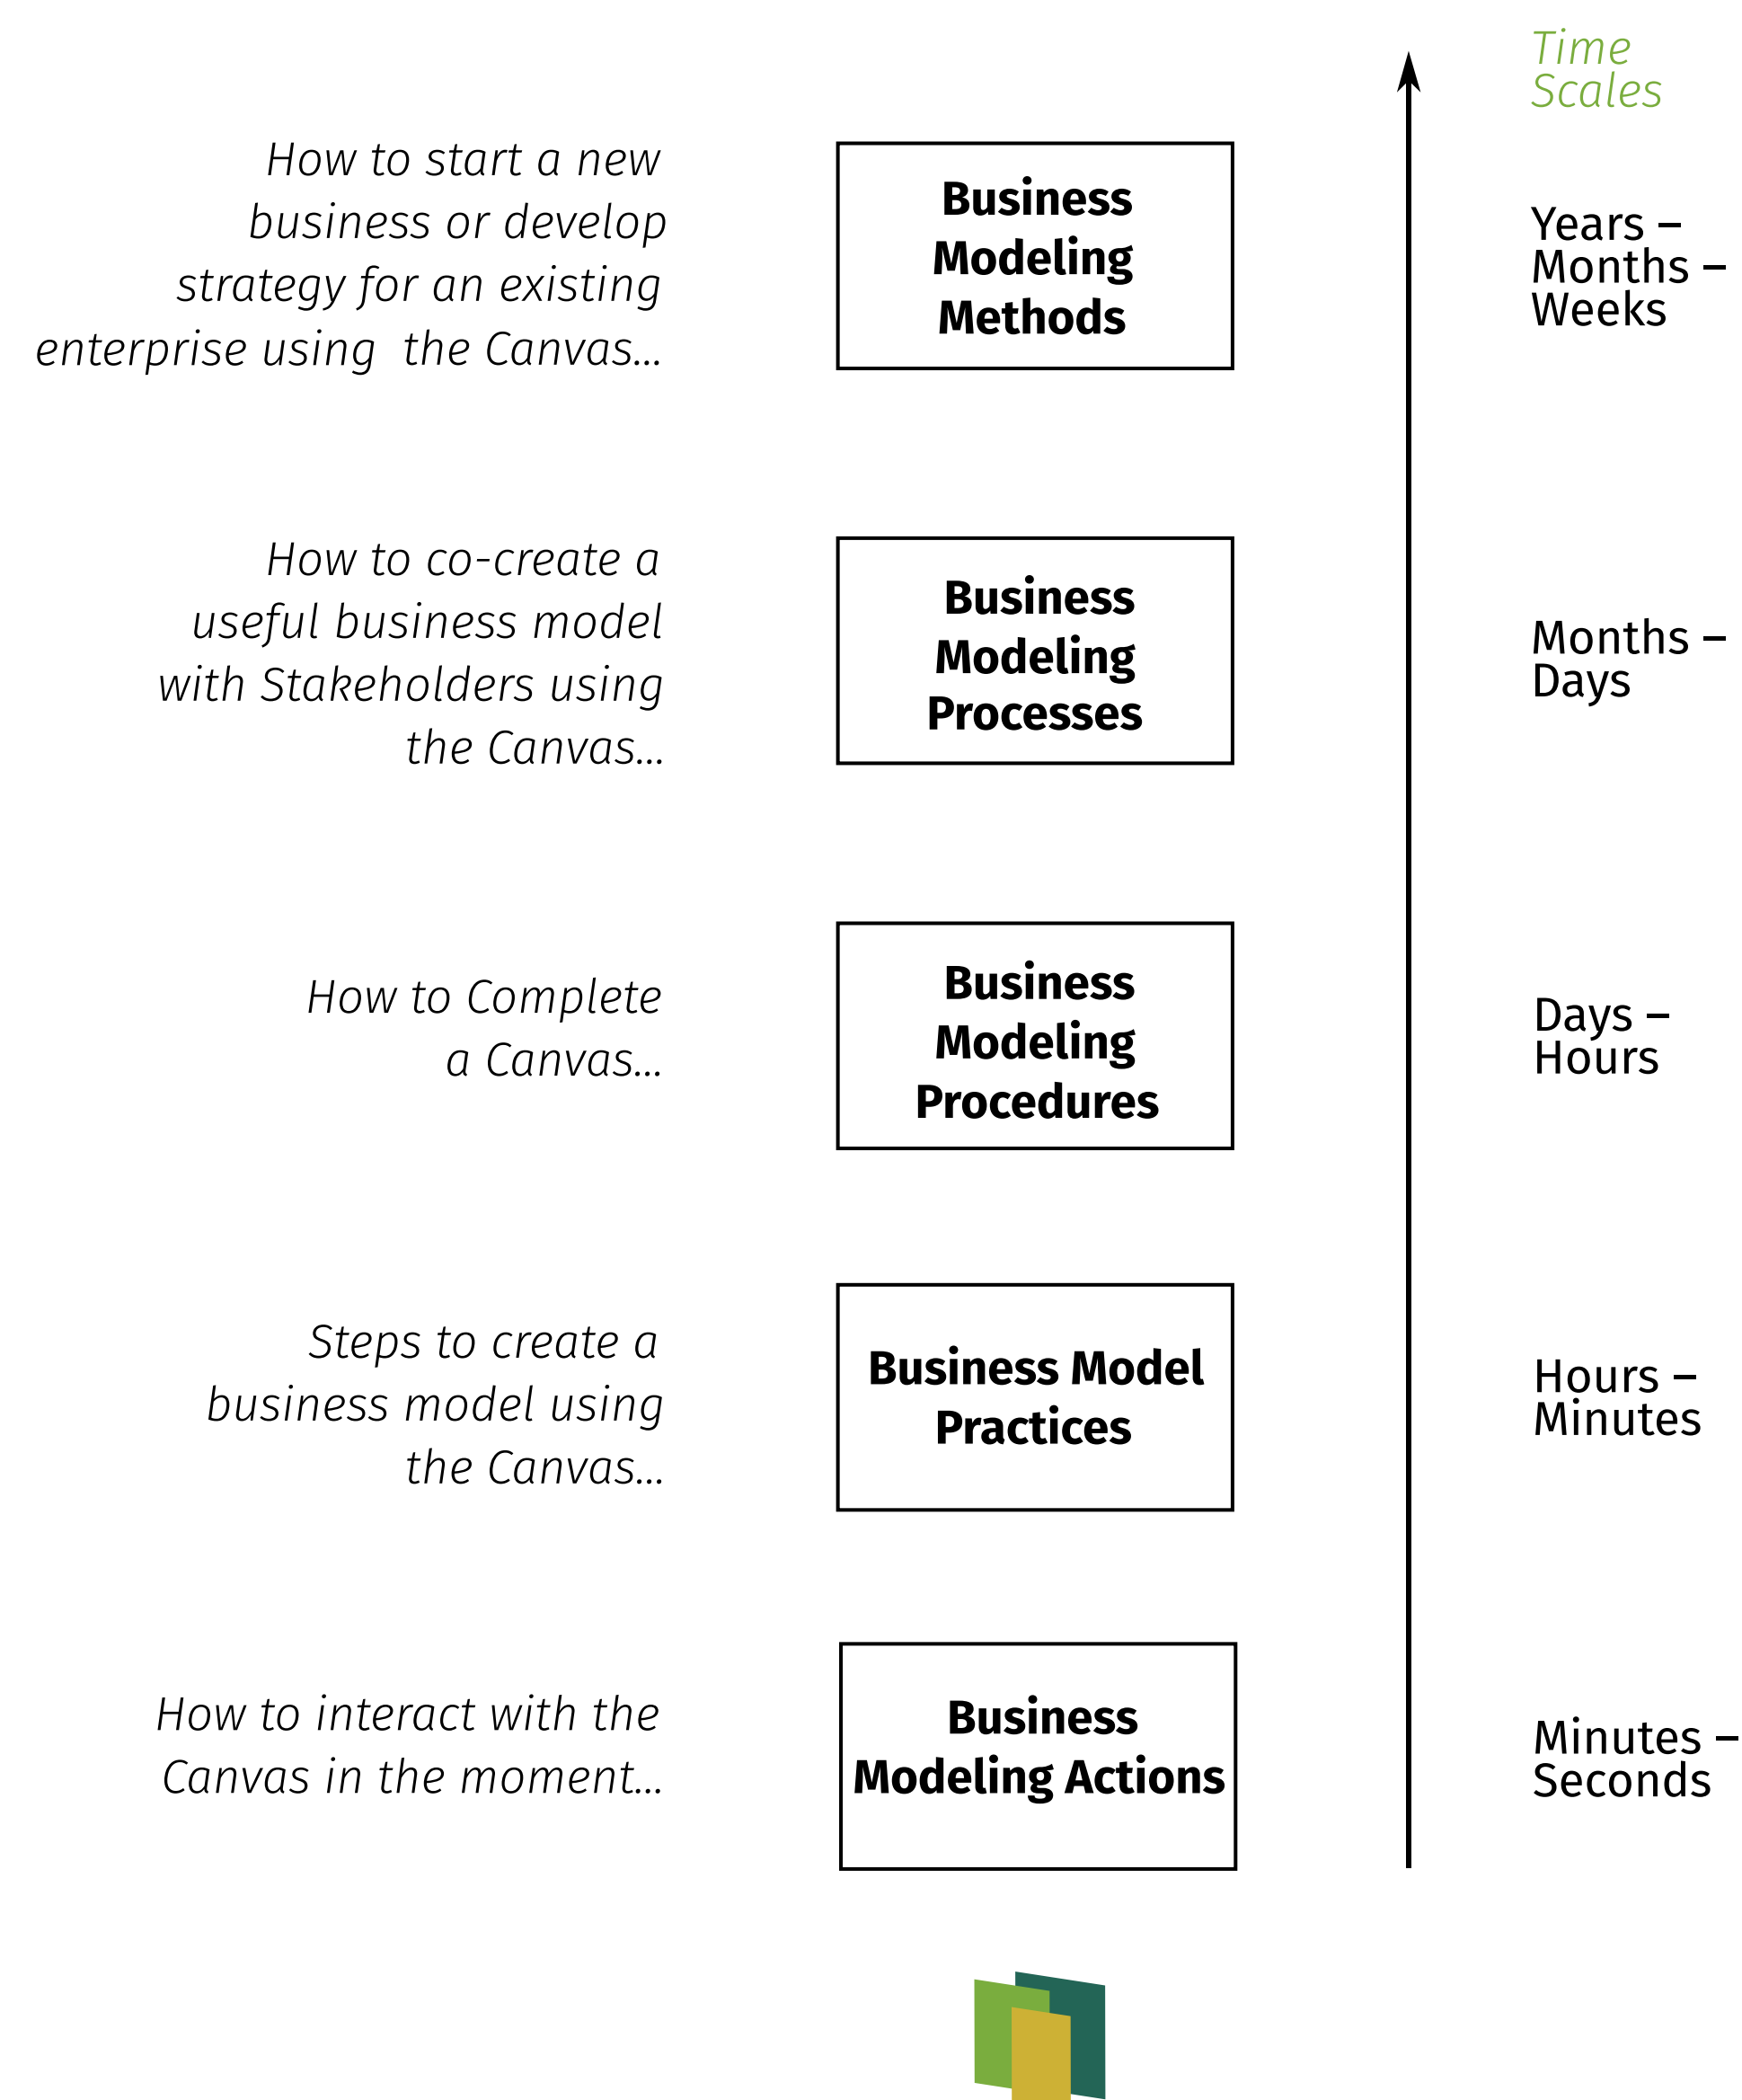 Time
Scales
How to start a new
business or develop
strategy for an existing
enterprise using  the Canvas...
Business
Modeling
Methods
Years –
Months –
Weeks
How to co-create a
useful business model
with Stakeholders using
the Canvas...
Business
Modeling
Processes
Months –
Days
How to Complete
a Canvas...
Business
Modeling
Procedures
Days –
Hours
Steps to create a
business model using
the Canvas...
Business Model
Practices
Hours –
Minutes
How to interact with the
Canvas in the moment...
Business
Modeling Actions
Minutes –
Seconds